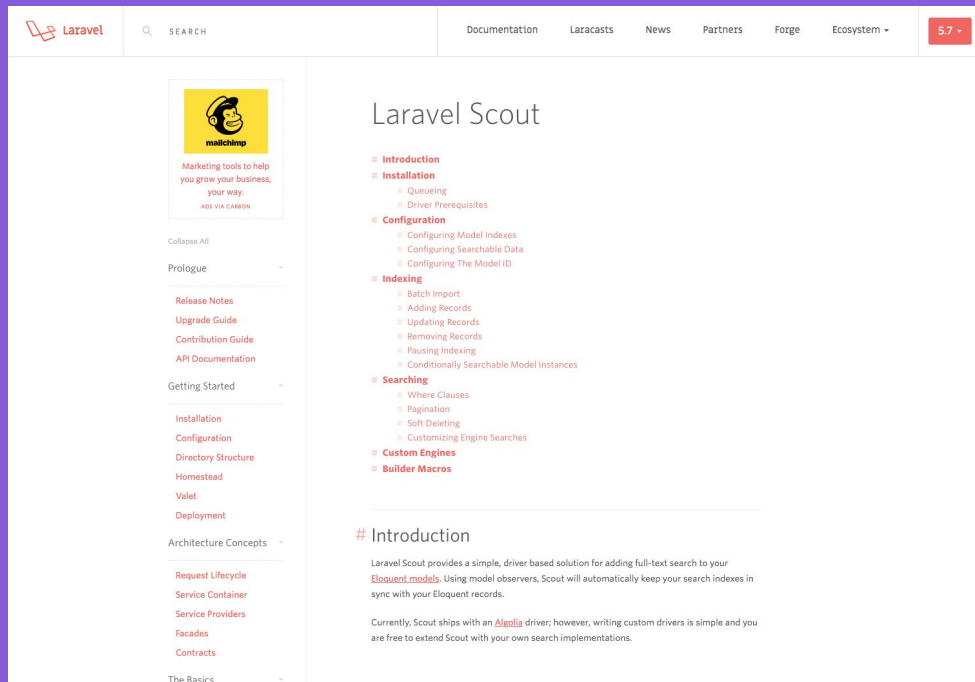 Laravel
SEARCH
Documentation
Laracasts
News
Partners
Forge
Ecosystem
5.7
mailchimp
Marketing tools to help
you grow your business,
your way.
ADS VIA CARBON
Collapse All
Prologue
Release Notes
Upgrade Guide
Contribution Guide
API Documentation
Getting Started
Installation
Configuration
Directory Structure
Homestead
Valet
Deployment
Architecture Concepts
Request Lifecycle
Service Container
Service Providers
Facades
Contracts
The Basics
Laravel Scout
# Introduction
# Installation
# Queueing
# Driver Prerequisites
# Configuration
# Configuring Model Indexes
# Configuring Searchable Data
# Configuring The Model ID
# Indexing
# Batch Import
# Adding Records
# Updating Records
# Removing Records
# Pausing Indexing
# Conditionally Searchable Model Instances
# Searching
# Where Clauses
# Pagination
# Soft Deleting
# Customizing Engine Searches
# Custom Engines
# Builder Macros
# Introduction
Laravel Scout provides a simple, driver based solution for adding full-text search to your
Eloquent models. Using model observers, Scout will automatically keep your search indexes in
sync with your Eloquent records.
Currently, Scout ships with an Algolia driver; however, writing custom drivers is simple and you
are free to extend Scout with your own search implementations.